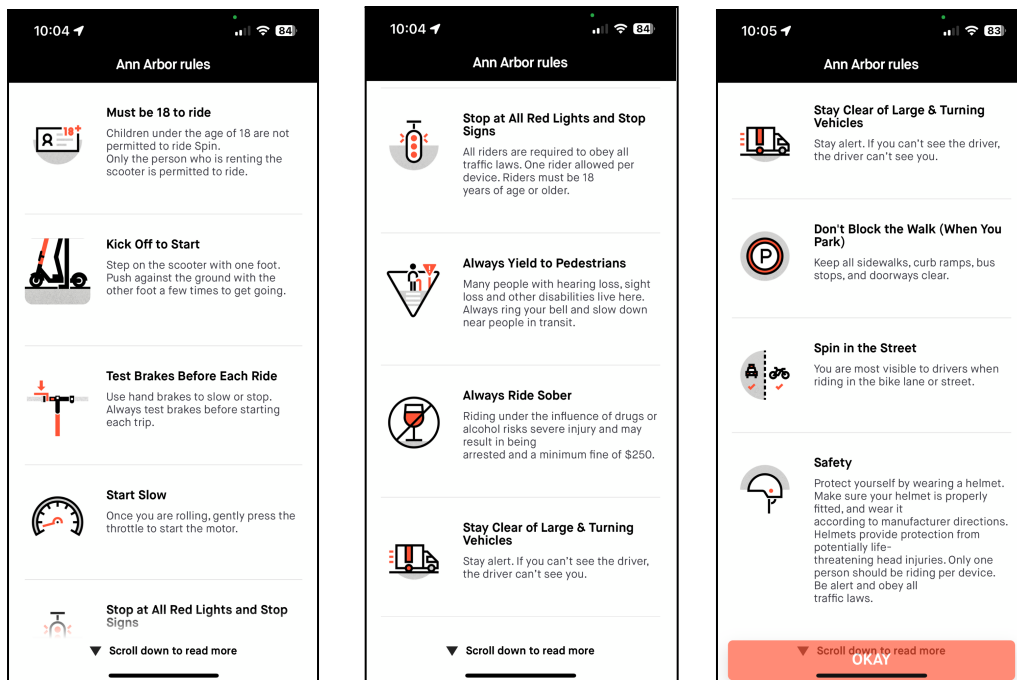 10:04
84
Ann Arbor rules
18+
Must be 18 to ride
Children under the age of 18 are not
permitted to ride Spin.
Only the person who is renting the
scooter is permitted to ride.
Kick Off to Start
Step on the scooter with one foot.
Push against the ground with the
other foot a few times to get going.
Test Brakes Before Each Ride
Use hand brakes to slow or stop.
Always test brakes before starting
each trip.
Start Slow
Once you are rolling, gently press the
throttle to start the motor.
Stop at All Red Lights and Stop
Signs
Scroll down to read more
10:04
84
Ann Arbor rules
Stop at All Red Lights and Stop
Signs
All riders are required to obey all
traffic laws. One rider allowed per
device. Riders must be 18
years of age or older.
Always Yield to Pedestrians
Many people with hearing loss, sight
loss and other disabilities live here.
Always ring your bell and slow down
near people in transit.
Always Ride Sober
Riding under the influence of drugs or
alcohol risks severe injury and may
result in being
arrested and a minimum fine of $250.
Stay Clear of Large & Turning
Vehicles
Stay alert. If you can't see the driver,
the driver can't see you.
Scroll down to read more
10:05
83
Ann Arbor rules
Stay Clear of Large & Turning
Vehicles
Stay alert. If you can't see the driver,
the driver can't see you.
P
Don't Block the Walk (When You
Park)
Keep all sidewalks, curb ramps, bus
stops, and doorways clear.
Spin in the Street
You are most visible to drivers when
riding in the bike lane or street.
Safety
Protect yourself by wearing a helmet.
Make sure your helmet is properly
fitted, and wear it
according to manufacturer directions.
Helmets provide protection from
potentially life-
threatening head injuries. Only one
person should be riding per device.
Be alert and obey all
traffic laws.
Scroll down to read more
OKAY